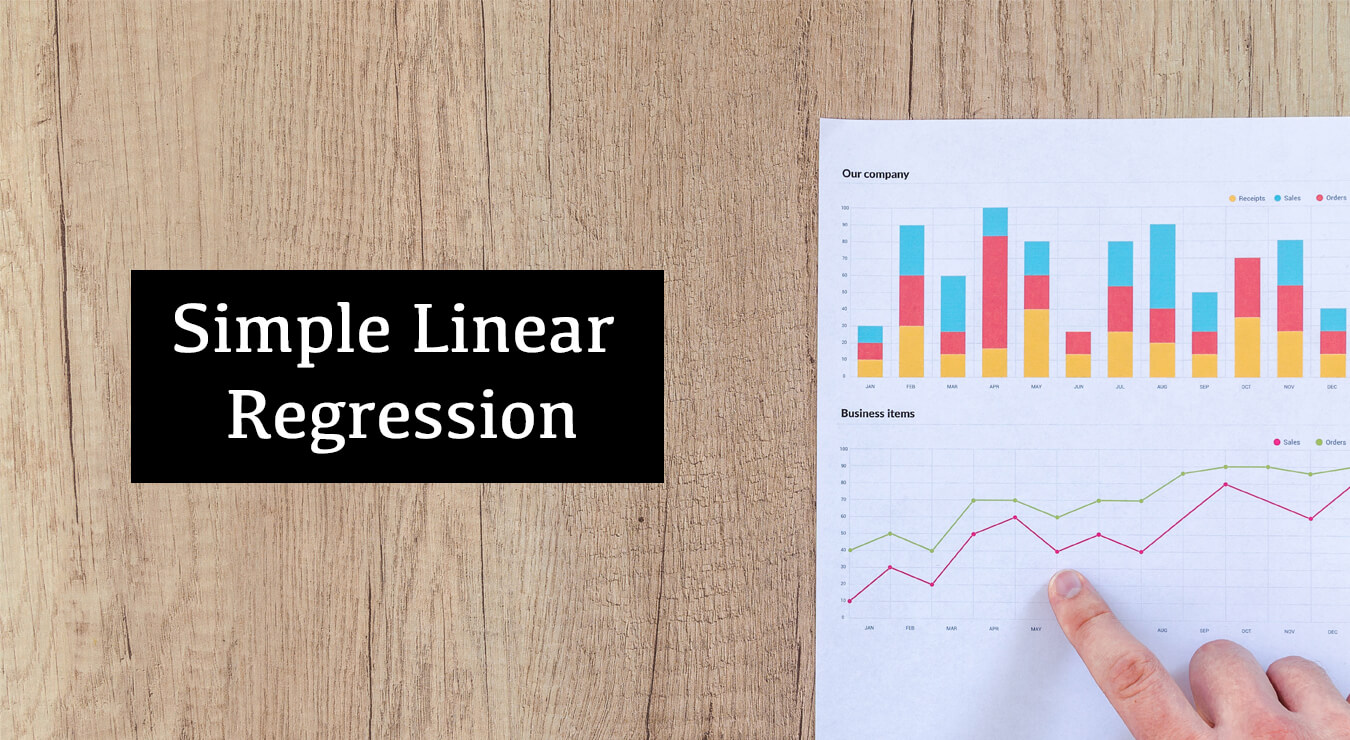 Simple Linear
Regression
Our company
Receipts Sales Orders
100
90
80
70
60
50
40
30
20
10
0
JAN FEB MAR APR MAY JUN JUL AUG SEP OCT NOV DEC
Business items
Sales Orders
100
90
80
70
60
50
40
30
20
10
0
JAN FEB MAR APR MAY AUG SEP OCT NOV DEC